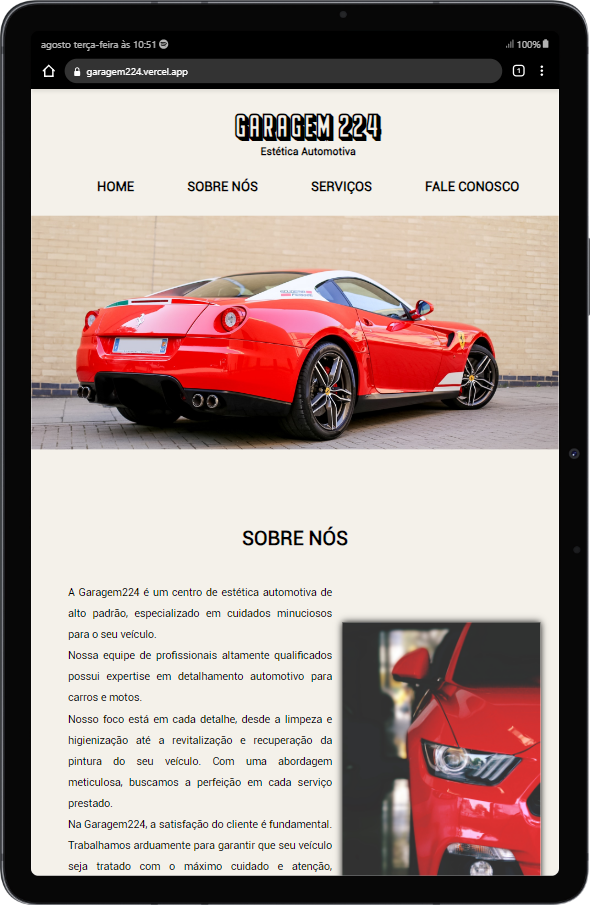 agosto terça-feira às 10:51
100%
garagem224.vercel.app
1
GARAGEM 224
Estética Automotiva
HOME SOBRE NÓS SERVIÇOS FALE CONOSCO
SOBRE NÓS
A Garagem224 é um centro de estética automotiva de
alto padrão, especializado em cuidados minuciosos
para o seu veículo.
Nossa equipe de profissionais altamente qualificados
possui expertise em detalhamento automotivo para
carros e motos.
Nosso foco está em cada detalhe, desde a limpeza e
higienização até a revitalização e recuperação da
pintura do seu veículo. Com uma abordagem
meticulosa, buscamos a perfeição em cada serviço
prestado.
Na Garagem224, a satisfação do cliente é fundamental.
Trabalhamos arduamente para garantir que seu veículo
seja tratado com o máximo cuidado e atenção,